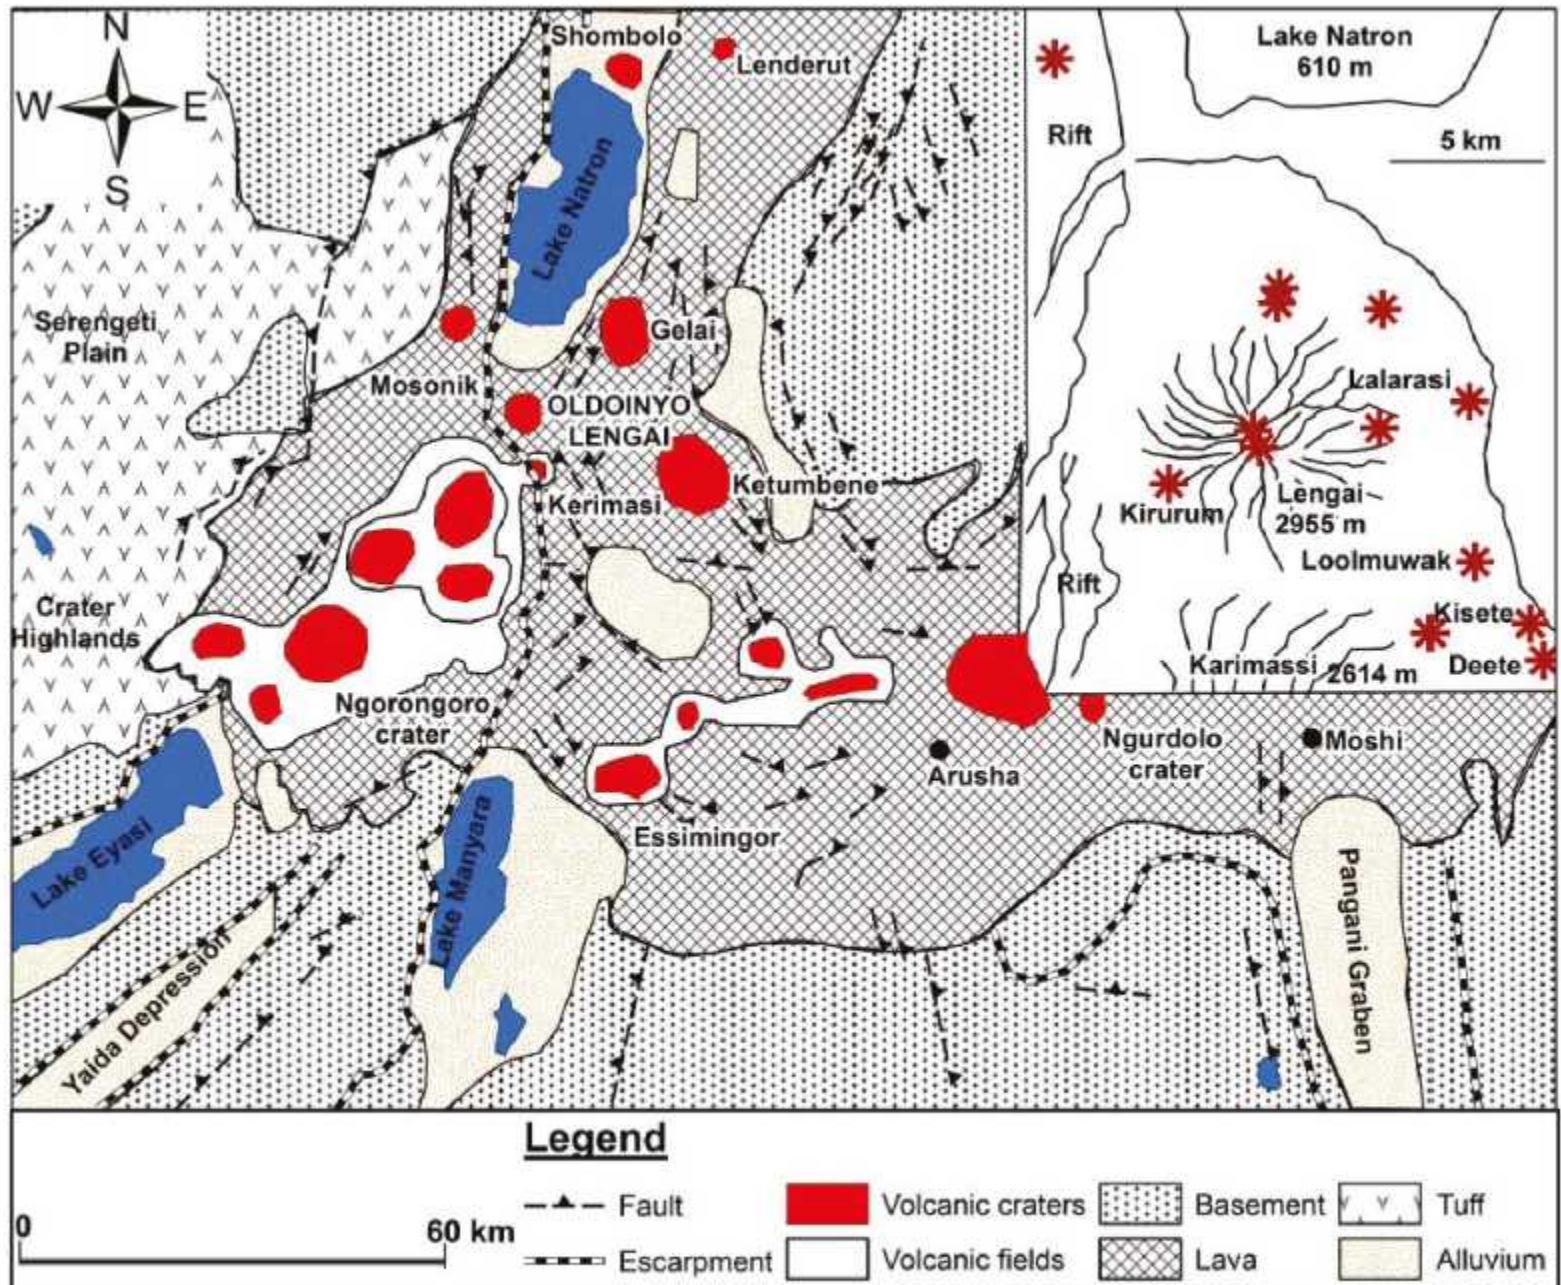 N
W E
S
Shombolo
Lenderut
Lake Natron
Serengeti
Plain
Gelai
Mosonik
OLDOINYO
LENGAI
Kerimasi
Ketumbene
Crater
Highlands
Ngorongoro
crater
Arusha
Ngurdolo
crater
Moshi
Essimingor
Lake Eyasi
Lake Manyara
Yaida Depression
Pangani Graben
Lake Natron
610 m
Rift
5 km
Lalarasi
Kirurum
Lengai
2955 m
Loolmuwak
Rift
Kisete
Karimassi 2614 m
Deete
Legend
0 60 km
Fault
Volcanic craters
Basement
Tuff
Escarpment
Volcanic fields
Lava
Alluvium